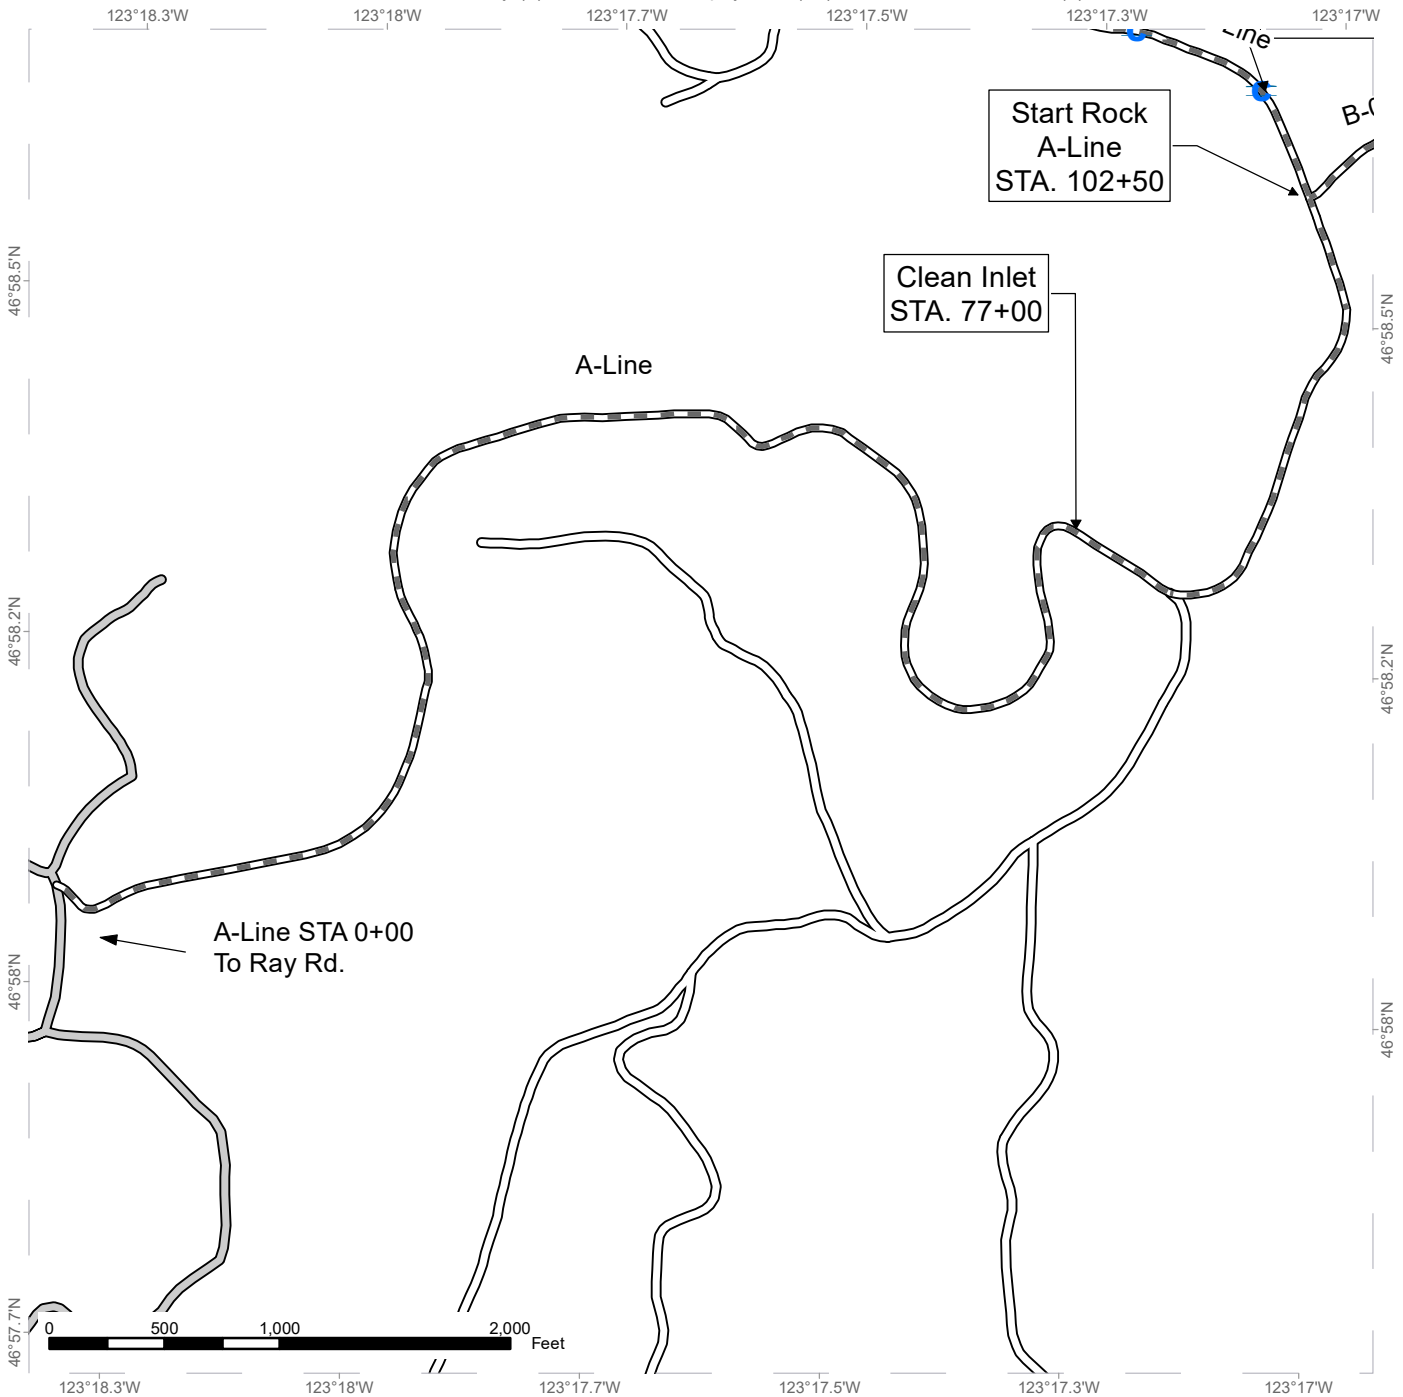 123°18.3'W 123°18'W 123°17.7'W 123°17.5'W 123°17.3'W 123°17'W
Line
B-
Start Rock
A-Line
STA. 102+50
46°58.5'N
Clean Inlet
STA. 77+00
46°58.5'N
A-Line
46°58.2'N
46°58.2'N
A-Line STA 0+00
To Ray Rd.
46°58'N
46°58'N
46°57.7'N
0 500 1,000 2,000
Feet
123°18.3'W 123°18'W 123°17.7'W 123°17.5'W 123°17.3'W 123°17'W